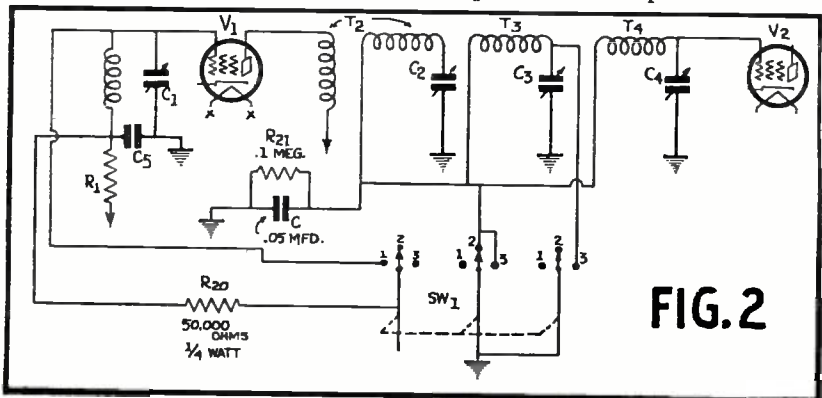 V1
T2
T3
T4
V2
C1
C2
C3
C4
x x
C5
R21
.1 MEG.
R1
C
.05 MFD.
1 2 3
1 2 3
1 2 3
SW1
R20
50,000
OHMS
1/4 WATT
FIG. 2